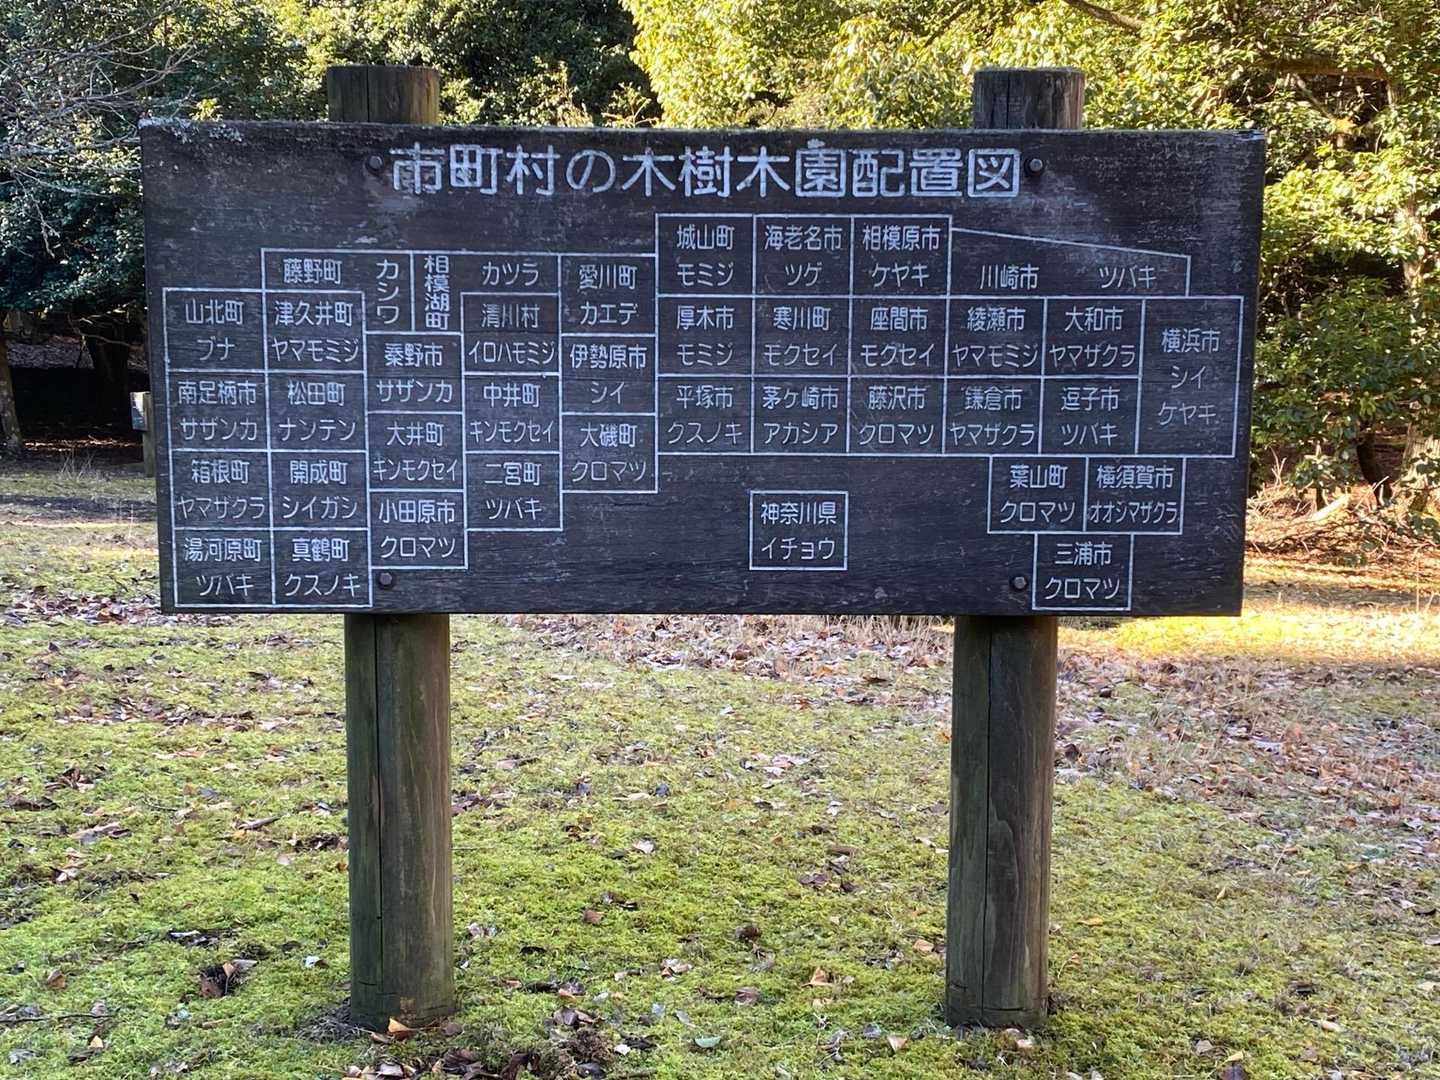 市町村の木樹木園配置図
城山町
モミジ
海老名市
ツゲ
相模原市
ケヤキ
川崎市 ツバキ
藤野町 カシワ
相模湖町 カツラ
愛川町
カエデ
山北町
ブナ
津久井町
ヤマモミジ
清川村
イロハモミジ
厚木市
モミジ
寒川町
モクセイ
座間市
モクセイ
綾瀬市
ヤマモミジ
大和市
ヤマザクラ
横浜市
シイ
ケヤキ
秦野市
サザンカ
伊勢原市
シイ
南足柄市
サザンカ
松田町
ナンテン
中井町
キンモクセイ
平塚市
クスノキ
茅ケ崎市
アカシア
藤沢市
クロマツ
鎌倉市
ヤマザクラ
逗子市
ツバキ
大井町
キンモクセイ
大磯町
クロマツ
箱根町
ヤマザクラ
開成町
シイガシ
二宮町
ツバキ
葉山町
クロマツ
横須賀市
オオシマザクラ
小田原市
クロマツ
神奈川県
イチョウ
湯河原町
ツバキ
真鶴町
クスノキ
三浦市
クロマツ